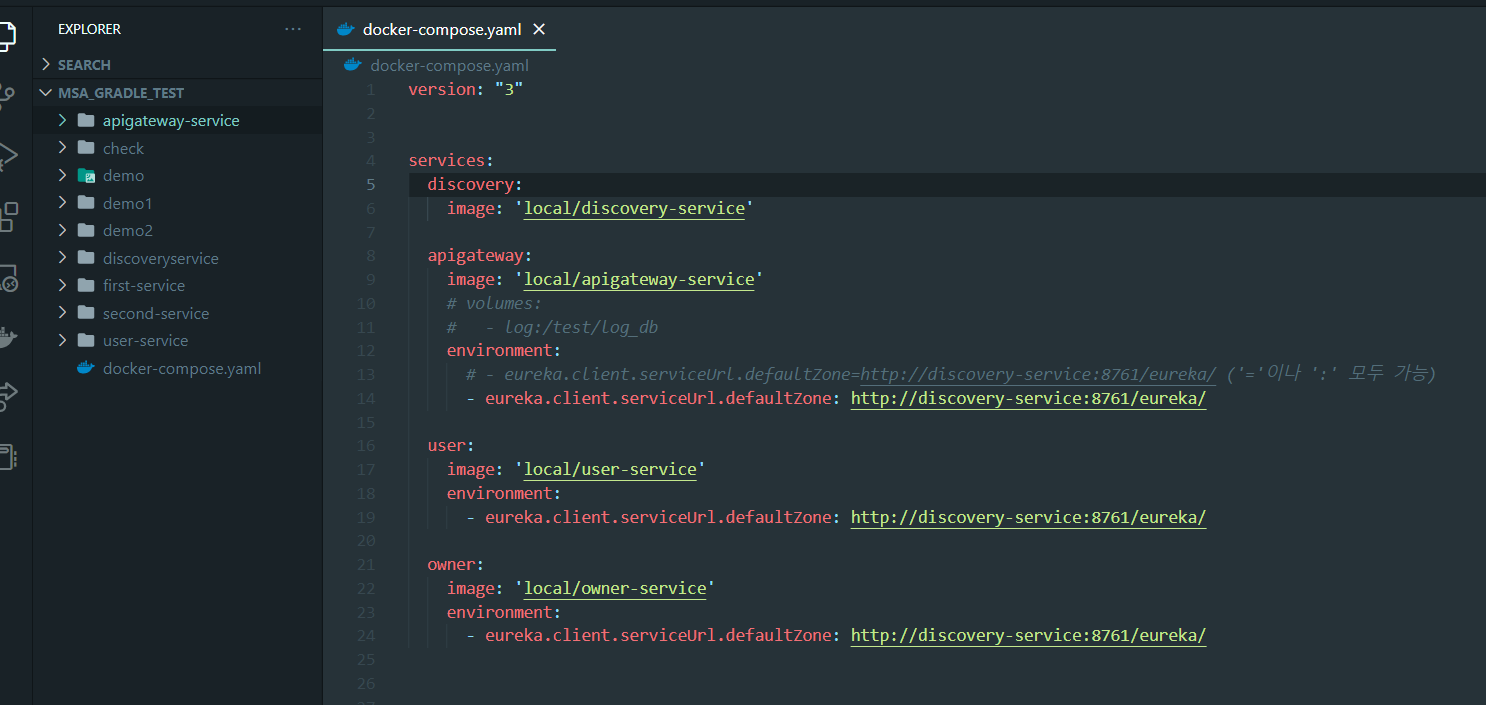 EXPLORER
...
SEARCH
MSA_GRADLE_TEST
apigateway-service
check
demo
demo1
demo2
discoveryservice
first-service
second-service
user-service
docker-compose.yaml
docker-compose.yaml
docker-compose.yaml
1 version: "3"
2
3
4 services:
5 discovery:
6 image: 'local/discovery-service'
7
8 apigateway:
9 image: 'local/apigateway-service'
10 # volumes:
11 # - log:/test/log_db
12 environment:
13 # - eureka.client.serviceUrl.defaultZone=http://discovery-service:8761/eureka/ ('='이나 ':' 모두 가능)
14 - eureka.client.serviceUrl.defaultZone: http://discovery-service:8761/eureka/
15
16 user:
17 image: 'local/user-service'
18 environment:
19 - eureka.client.serviceUrl.defaultZone: http://discovery-service:8761/eureka/
20
21 owner:
22 image: 'local/owner-service'
23 environment:
24 - eureka.client.serviceUrl.defaultZone: http://discovery-service:8761/eureka/
25
26